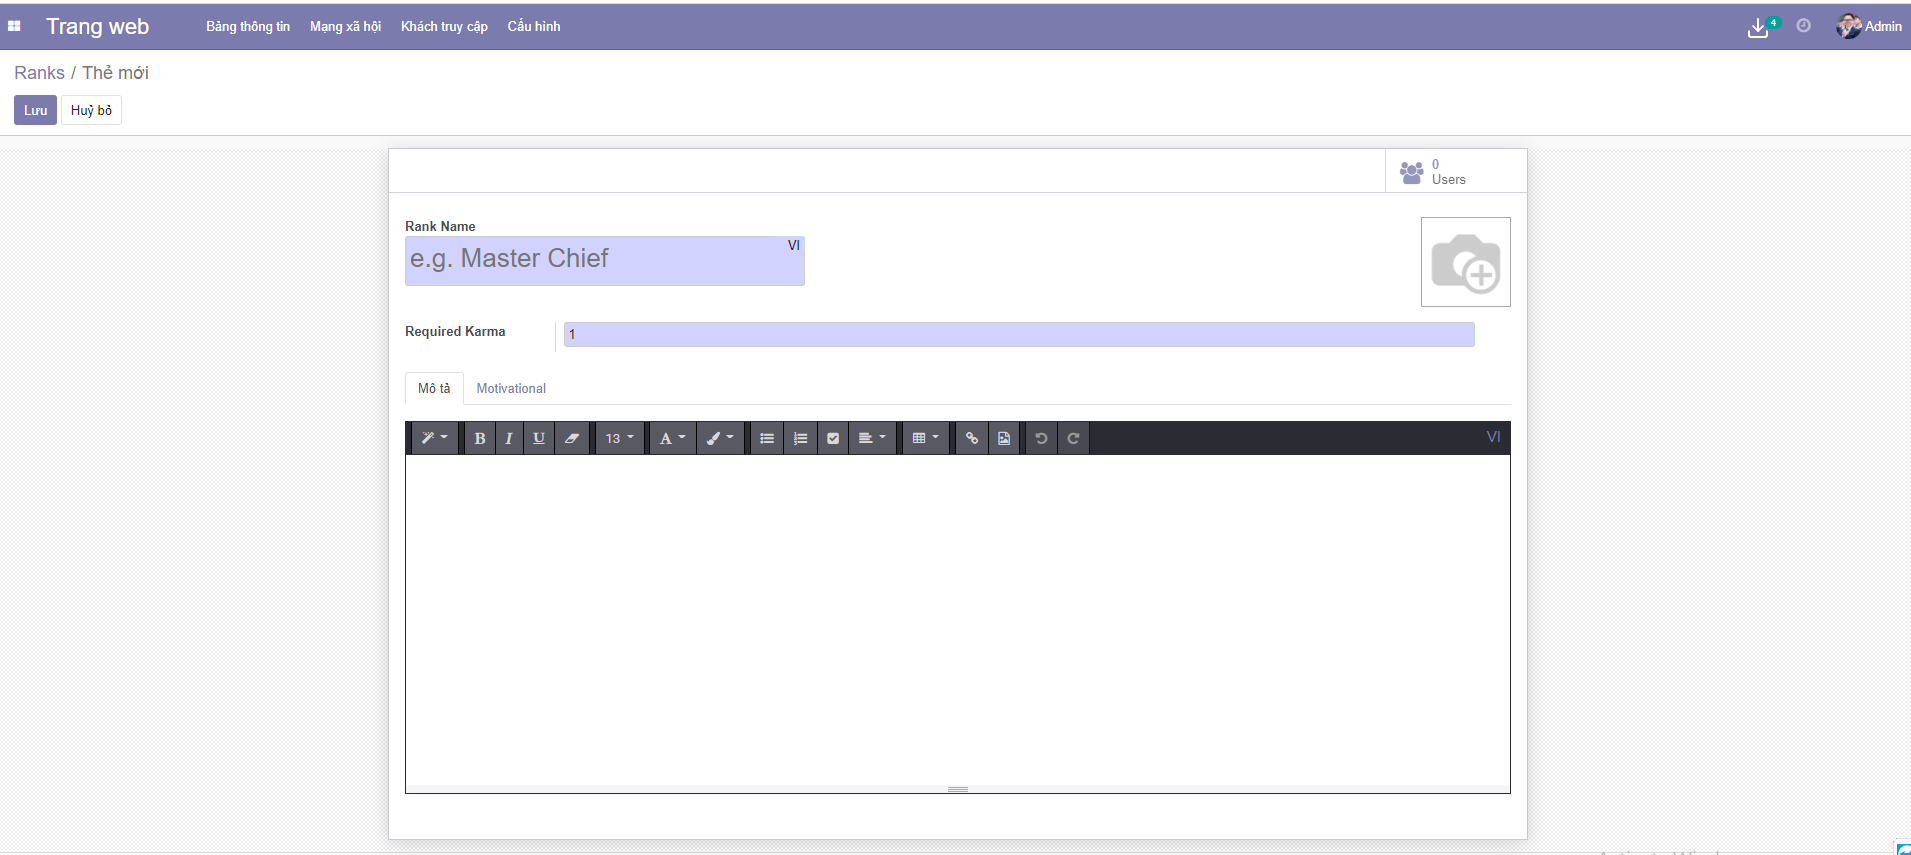 Trang web Bảng thông tin Mạng xã hội Khách truy cập Cấu hình 4 Admin
Ranks / Thẻ mới
Lưu Huỷ bỏ
0
Users
Rank Name
e.g. Master Chief VI
Required Karma 1
Mô tả Motivational
B I U 13 A VI